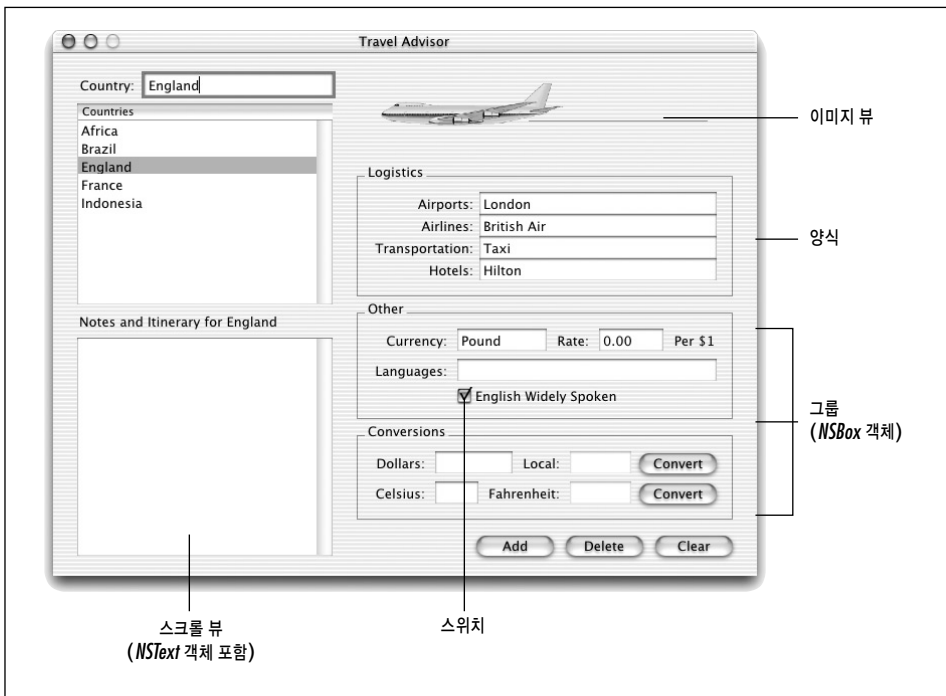 Travel Advisor
Country: England
Countries
Africa
Brazil
England
France
Indonesia
Notes and Itinerary for England
이미지 뷰
Logistics
Airports: London
Airlines: British Air
Transportation: Taxi
Hotels: Hilton
양식
Other
Currency: Pound Rate: 0.00 Per $1
Languages:
English Widely Spoken
그룹
(NSBox 객체)
Conversions
Dollars: Local: Convert
Celsius: Fahrenheit: Convert
Add Delete Clear
스크롤 뷰
(NSText 객체 포함)
스위치